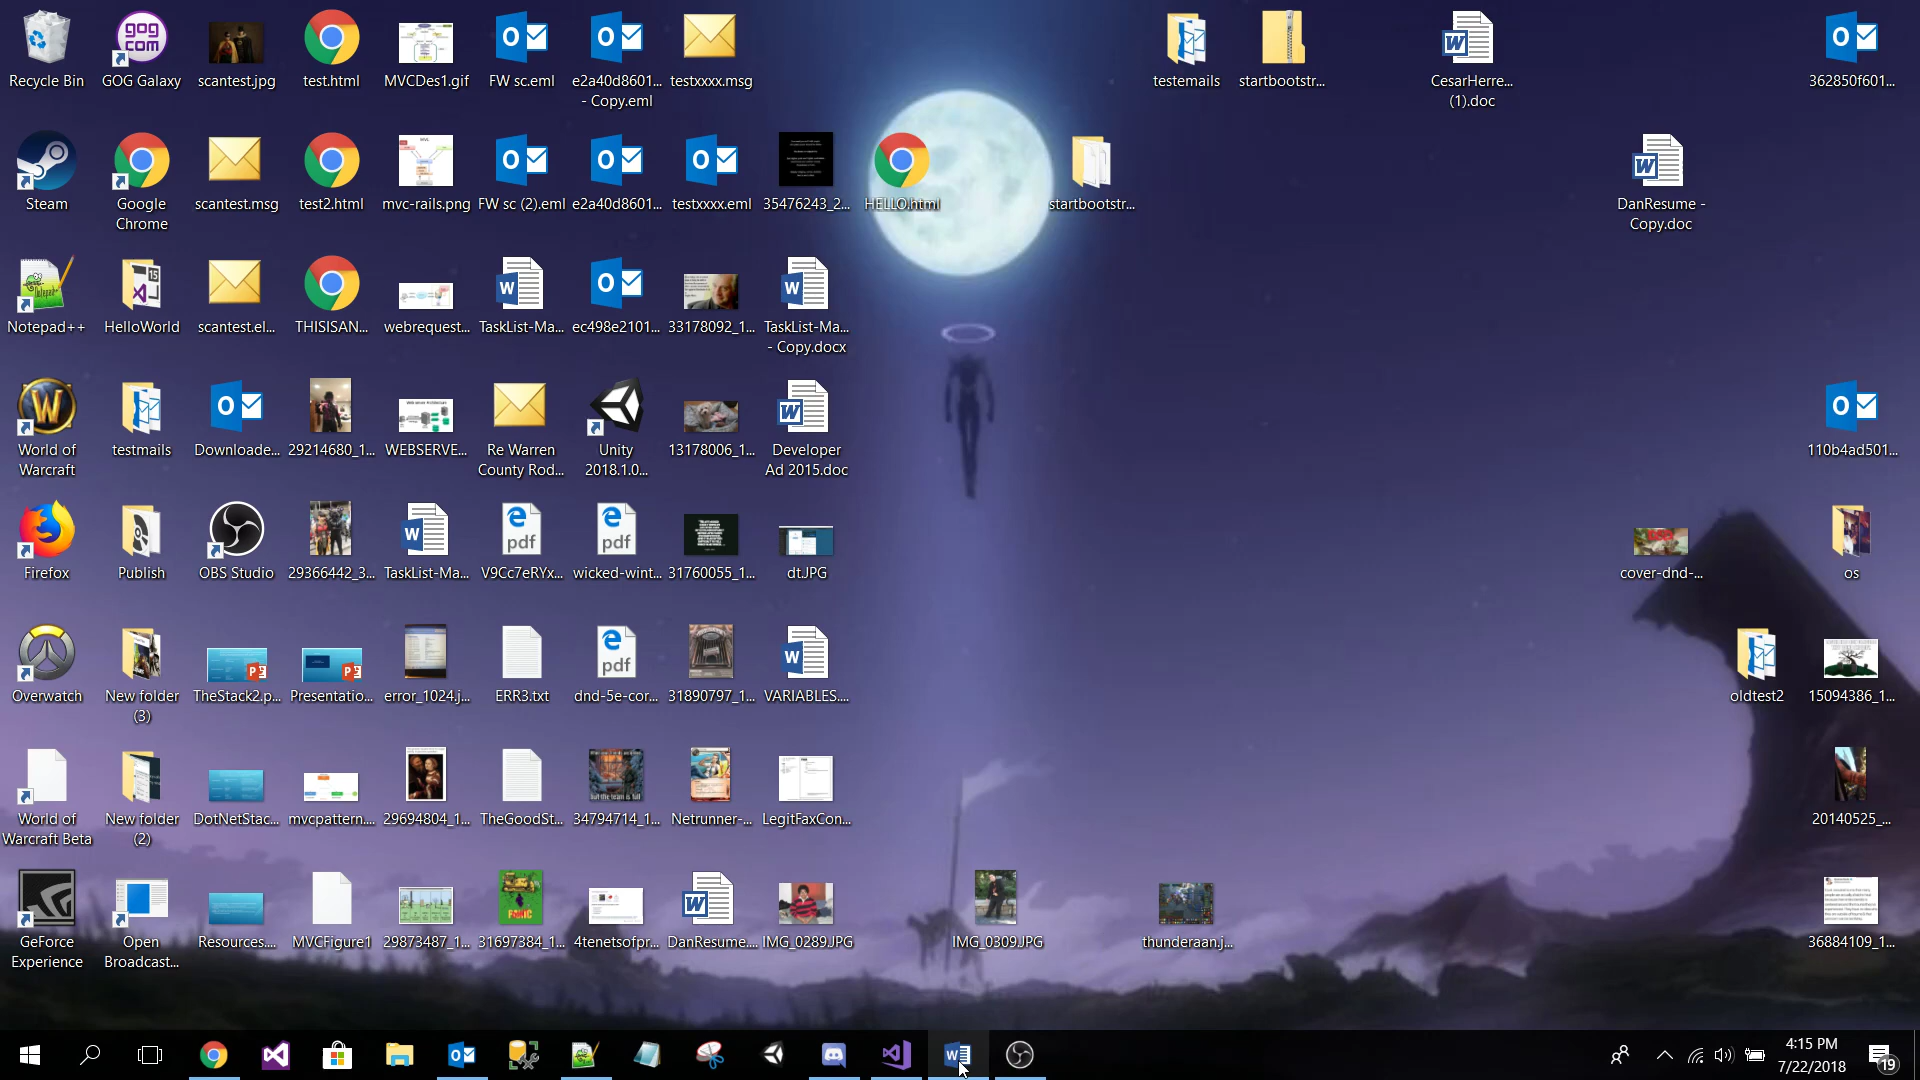 Recycle Bin
GOG Galaxy
scantest.jpg
test.html
MVCDes1.gif
FW sc.eml
e2a40d8601...
- Copy.eml
testxxxx.msg
testemails
startbootstr...
CesarHerre...
(1).doc
362850f601...
Steam
Google
Chrome
scantest.msg
test2.html
mvc-rails.png
FW sc (2).eml
e2a40d8601...
testxxxx.eml
35476243_2...
HELLO.html
startbootstr...
DanResume -
Copy.doc
Notepad++
HelloWorld
scantest.el...
THISISAN...
webrequest...
TaskList-Ma...
ec498e2101...
33178092_1...
TaskList-Ma...
- Copy.docx
World of
Warcraft
testmails
Downloade...
29214680_1...
WEBSERVE...
Re Warren
County Rod...
Unity
2018.1.0...
13178006_1...
Developer
Ad 2015.doc
110b4ad501...
Firefox
Publish
OBS Studio
29366442_3...
TaskList-Ma...
V9Cc7eRYx...
wicked-wint...
31760055_1...
dt.JPG
cover-dnd-...
os
Overwatch
New folder
(3)
TheStack2.p...
Presentatio...
error_1024.j...
ERR3.txt
dnd-5e-cor...
31890797_1...
VARIABLES....
oldtest2
15094386_1...
World of
Warcraft Beta
New folder
(2)
DotNetStac...
mvcpattern....
29694804_1...
TheGoodSt...
34794714_1...
Netrunner-...
LegitFaxCon...
20140525_...
GeForce
Experience
Open
Broadcast...
Resources....
MVCFigure1
29873487_1...
31697384_1...
4tenetsofpr...
DanResume....
IMG_0289.JPG
IMG_0309.JPG
thunderaan.j...
36884109_1...
4:15 PM
7/22/2018
19